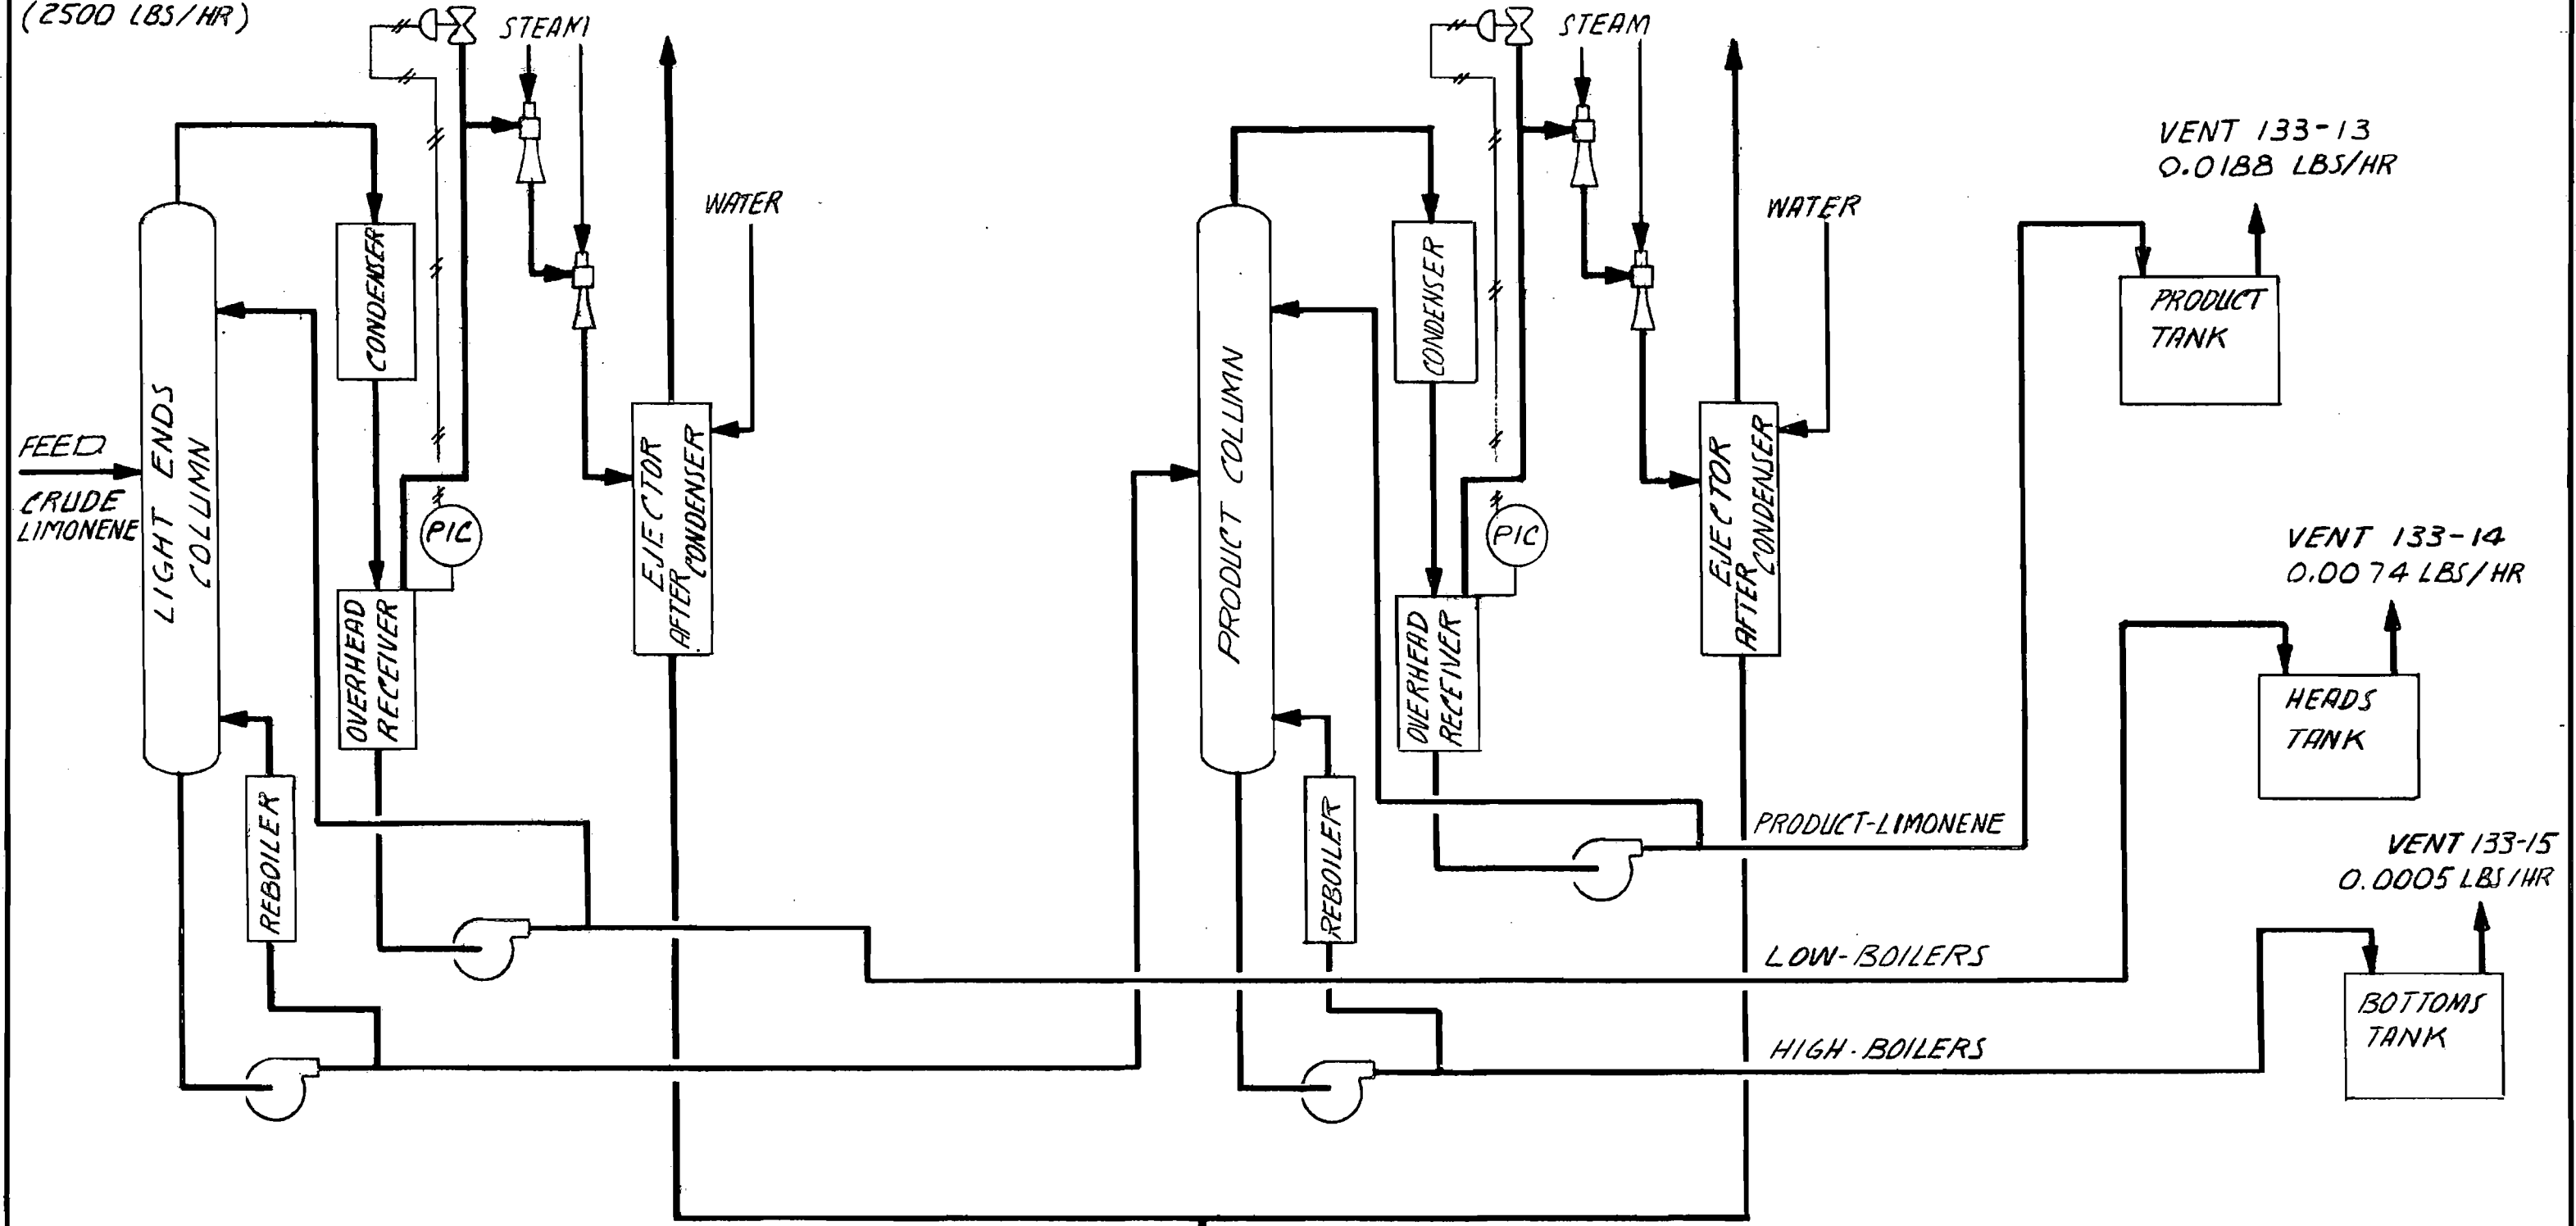 (2500 LBS/HR)
STEAM
STEAM
VENT 133-13
0.0188 LBS/HR
WATER
WATER
CONDENSER
CONDENSER
PRODUCT
TANK
FEED
CRUDE
LIMONENE
LIGHT ENDS
COLUMN
PIC
EJECTOR
AFTER CONDENSER
PRODUCT COLUMN
PIC
EJECTOR
AFTER CONDENSER
VENT 133-14
0.0074 LBS/HR
OVERHEAD
RECEIVER
OVERHEAD
RECEIVER
HEADS
TANK
REBOILER
REBOILER
PRODUCT-LIMONENE
VENT 133-15
0.0005 LBS/HR
LOW-BOILERS
BOTTOMS
TANK
HIGH-BOILERS